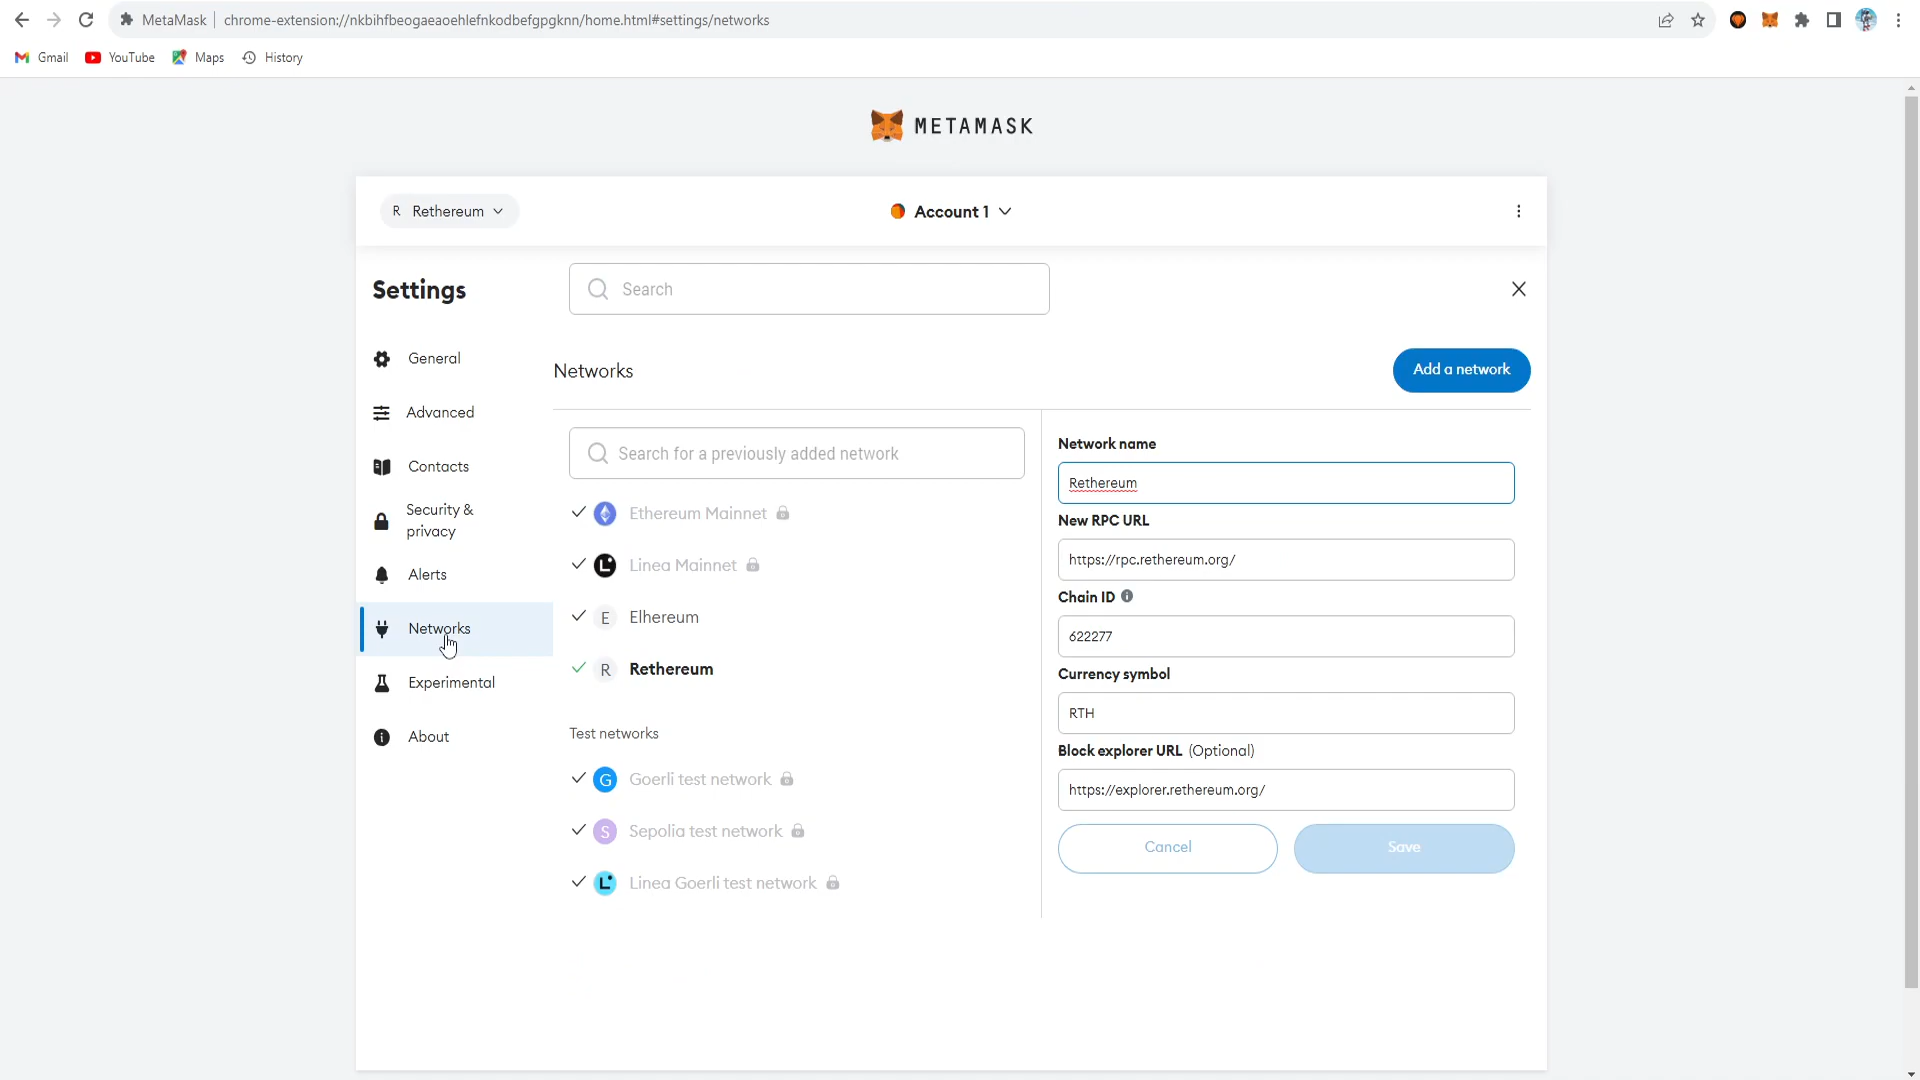 MetaMask
chrome-extension://nkbihfbeogaeaoehlefnkodbefgpgknn/home.html#settings/networks
Gmail
YouTube
Maps
History
METAMASK
R Rethereum
Account 1
Settings
Search
General
Advanced
Contacts
Security &
privacy
Alerts
Networks
Experimental
About
Networks
Add a network
Search for a previously added network
Ethereum Mainnet
L Linea Mainnet
E Elhereum
R Rethereum
Test networks
G Goerli test network
S Sepolia test network
L Linea Goerli test network
Network name
Rethereum
New RPC URL
https://rpc.rethereum.org/
Chain ID
622277
Currency symbol
RTH
Block explorer URL (Optional)
https://explorer.rethereum.org/
Cancel
Save